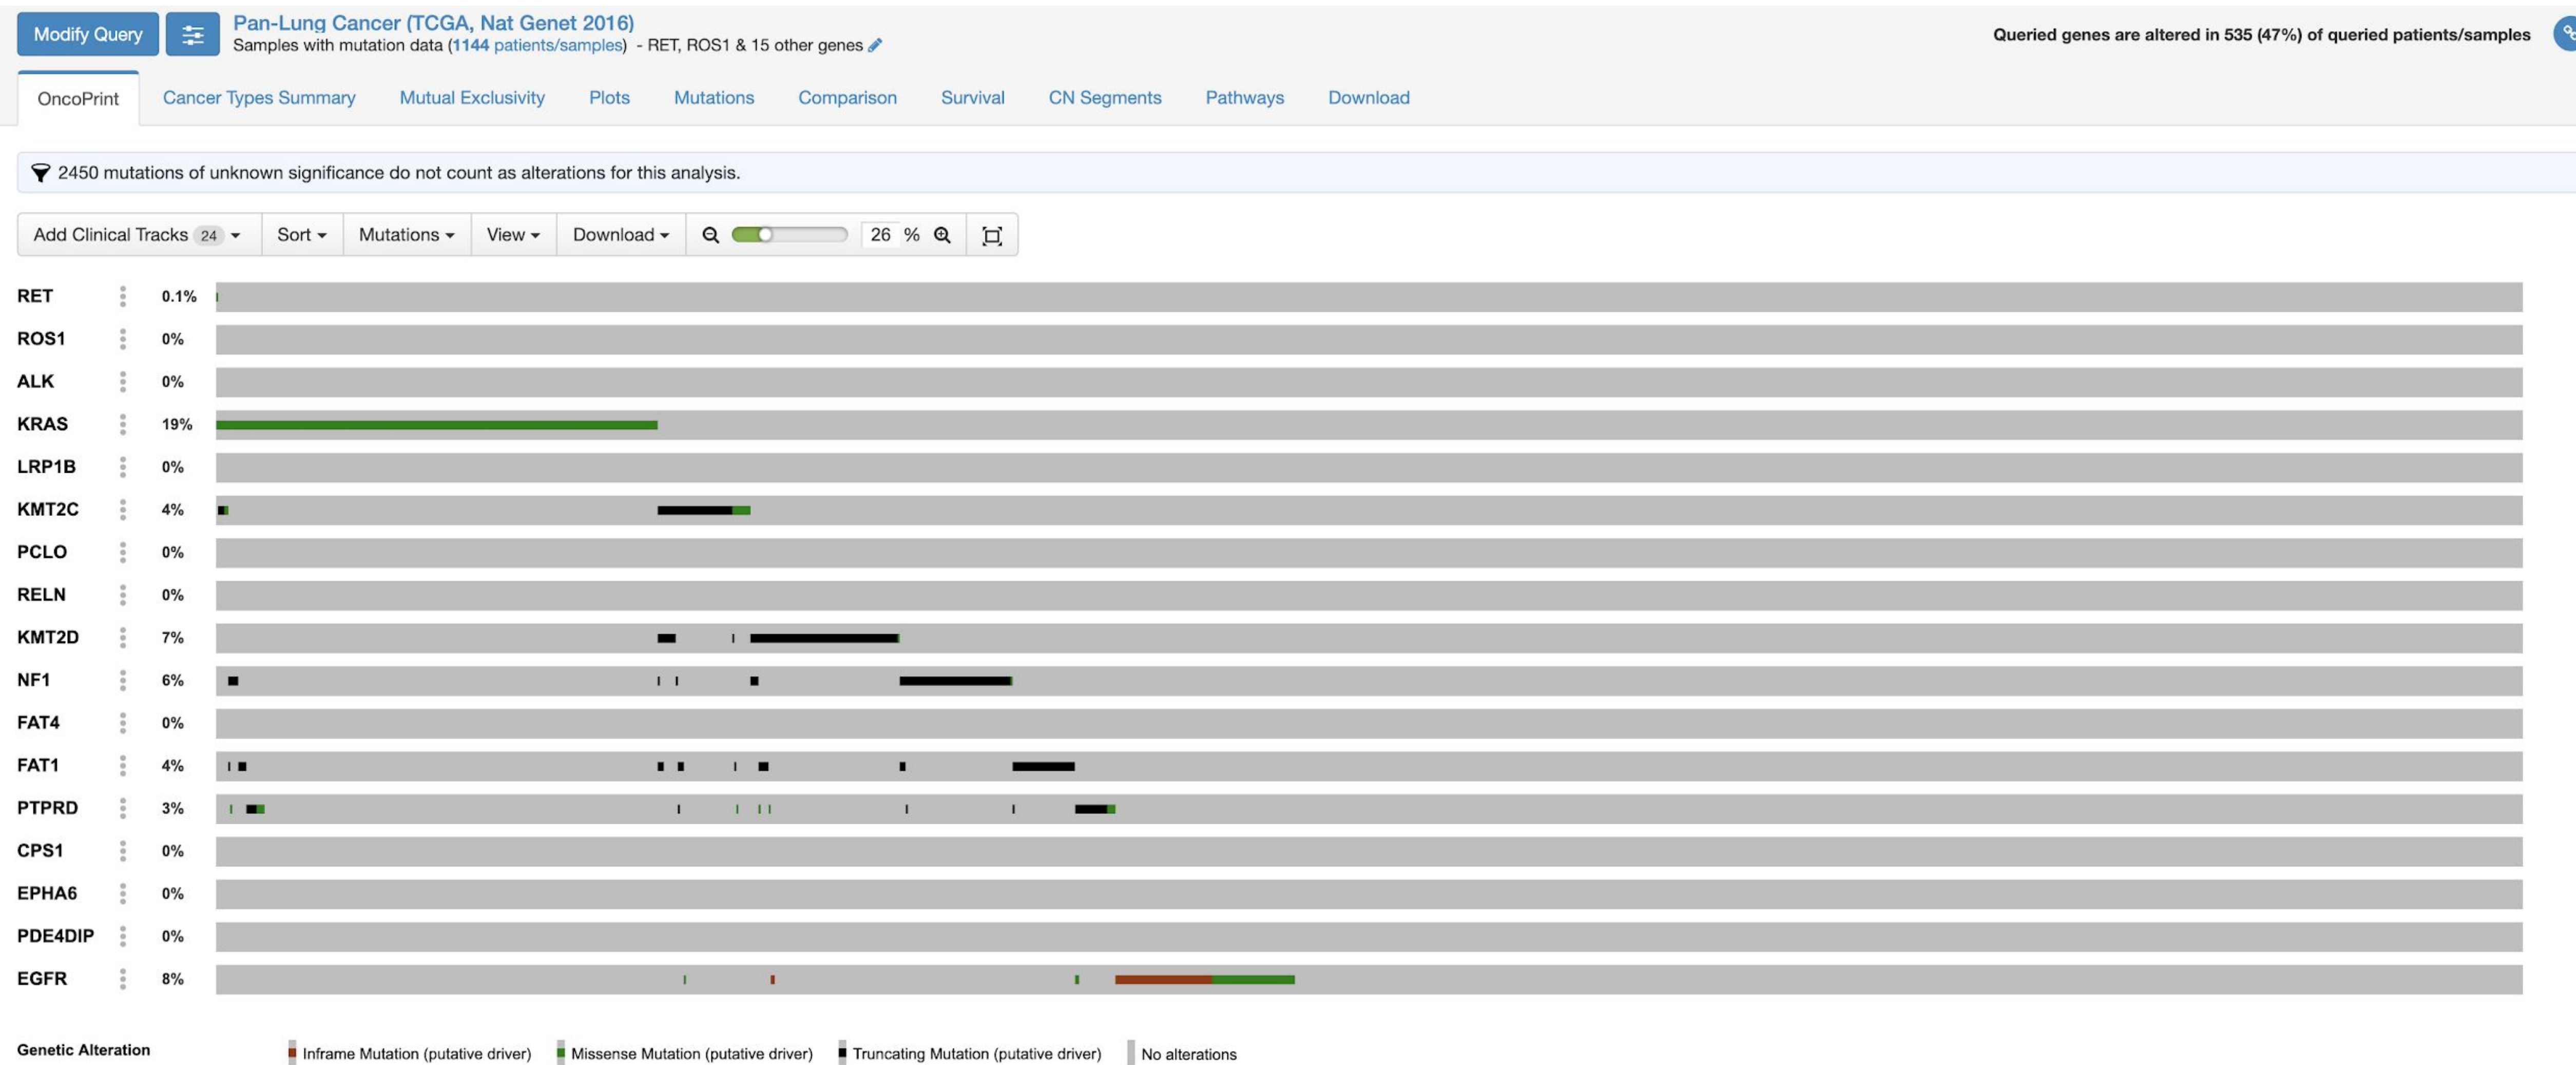 Modify Query
Pan-Lung Cancer (TCGA, Nat Genet 2016)
Samples with mutation data (1144 patients/samples) - RET, ROS1 & 15 other genes
Queried genes are altered in 535 (47%) of queried patients/samples
OncoPrint Cancer Types Summary Mutual Exclusivity Plots Mutations Comparison Survival CN Segments Pathways Download
2450 mutations of unknown significance do not count as alterations for this analysis.
Add Clinical Tracks 24 Sort Mutations View Download 26 %
RET 0.1%
ROS1 0%
ALK 0%
KRAS 19%
LRP1B 0%
KMT2C 4%
PCLO 0%
RELN 0%
KMT2D 7%
NF1 6%
FAT4 0%
FAT1 4%
PTPRD 3%
CPS1 0%
EPHA6 0%
PDE4DIP 0%
EGFR 8%
Genetic Alteration Inframe Mutation (putative driver) Missense Mutation (putative driver) Truncating Mutation (putative driver) No alterations